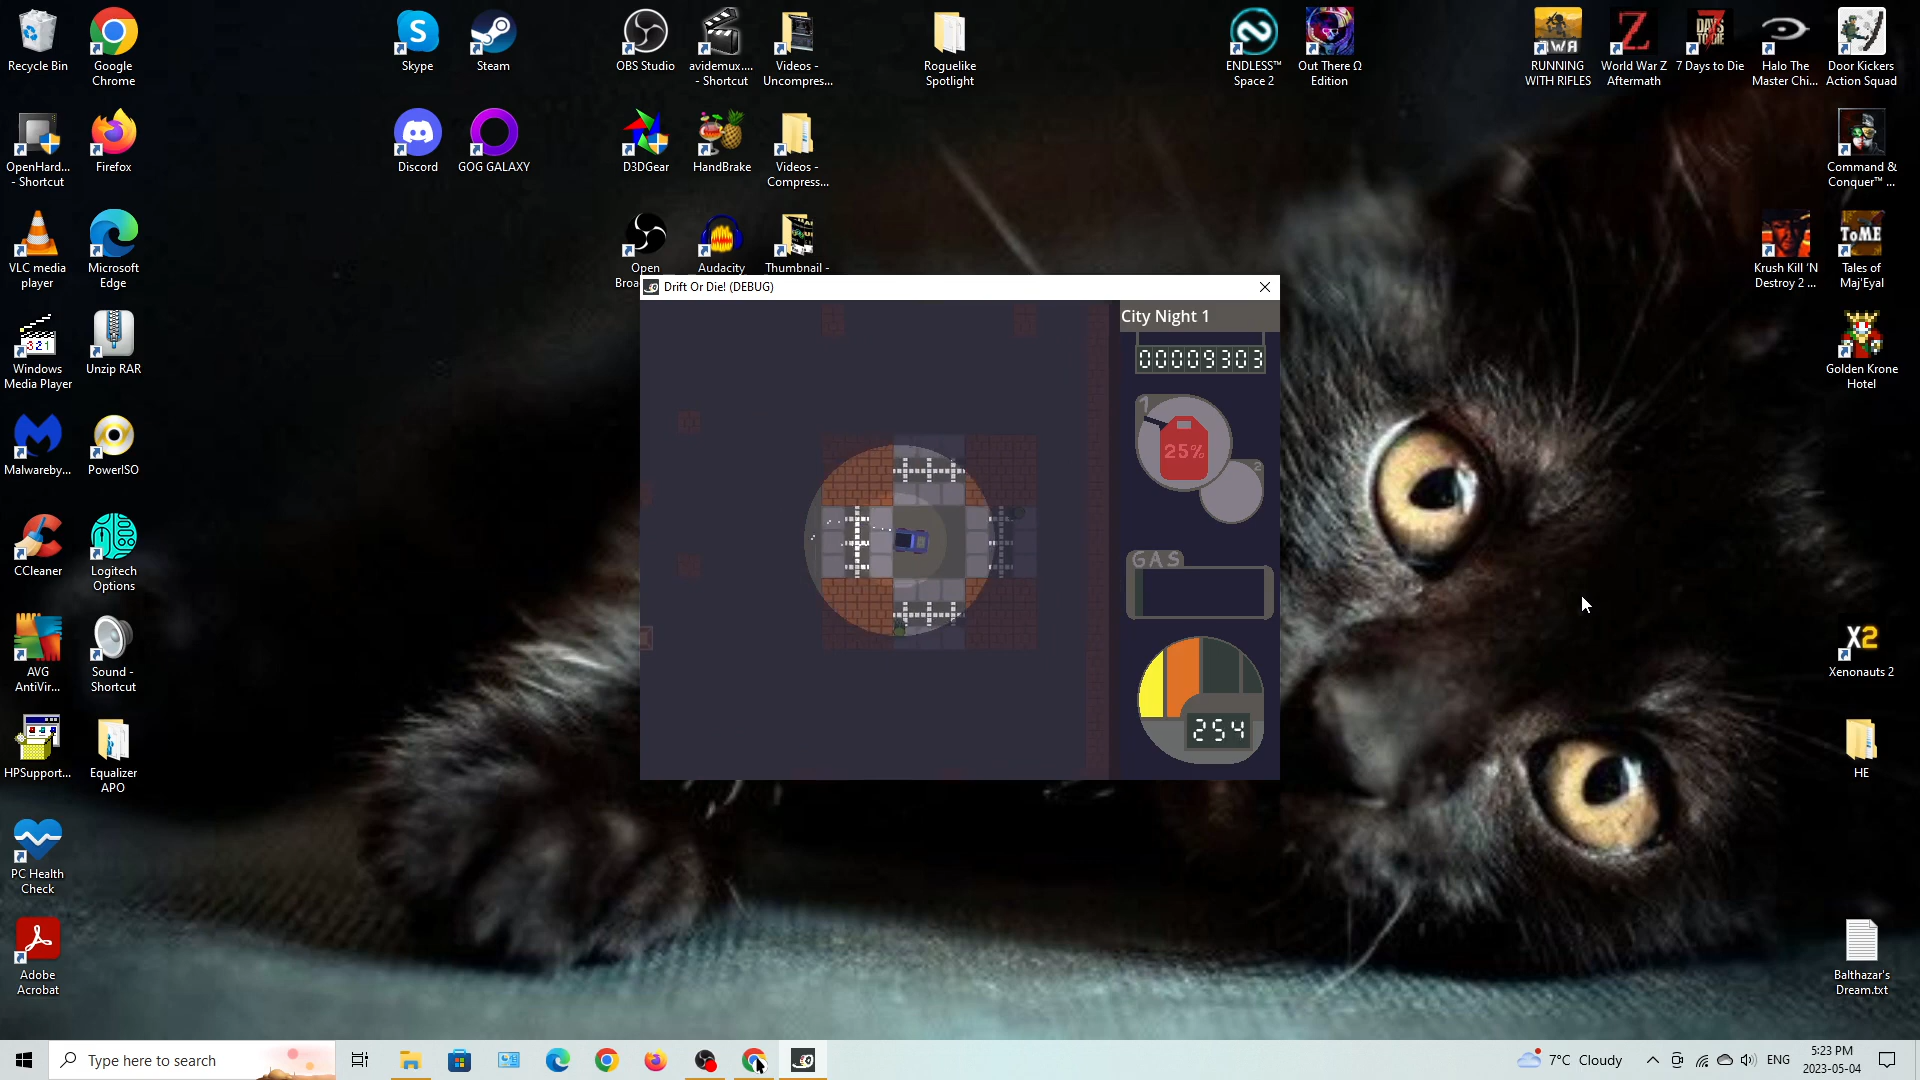 Recycle Bin
Google
Chrome
Skype
Steam
OBS Studio
avidemux....
- Shortcut
Videos -
Uncompres...
Roguelike
Spotlight
ENDLESS™
Space 2
Out There Ω
Edition
RUNNING
WITH RIFLES
World War Z
Aftermath
7 Days to Die
Halo The
Master Chi...
Door Kickers
Action Squad
OpenHard...
- Shortcut
Firefox
Discord
GOG GALAXY
D3DGear
HandBrake
Videos -
Compress...
Command &
Conquer™ ...
VLC media
player
Microsoft
Edge
Open
Broa
Audacity
Thumbnail -
Krush Kill 'N
Destroy 2 ...
ToME
Tales of
Maj'Eyal
Drift Or Die! (DEBUG)
City Night 1
00009303
1
25%
2
GAS
254
321
Windows
Media Player
Unzip RAR
Golden Krone
Hotel
Malwareby...
PowerISO
CCleaner
Logitech
Options
AVG
AntiVir...
Sound -
Shortcut
X2
Xenonauts 2
HPSupport...
Equalizer
APO
HE
PC Health
Check
Adobe
Acrobat
Balthazar's
Dream.txt
Type here to search
7°C Cloudy
ENG
5:23 PM
2023-05-04